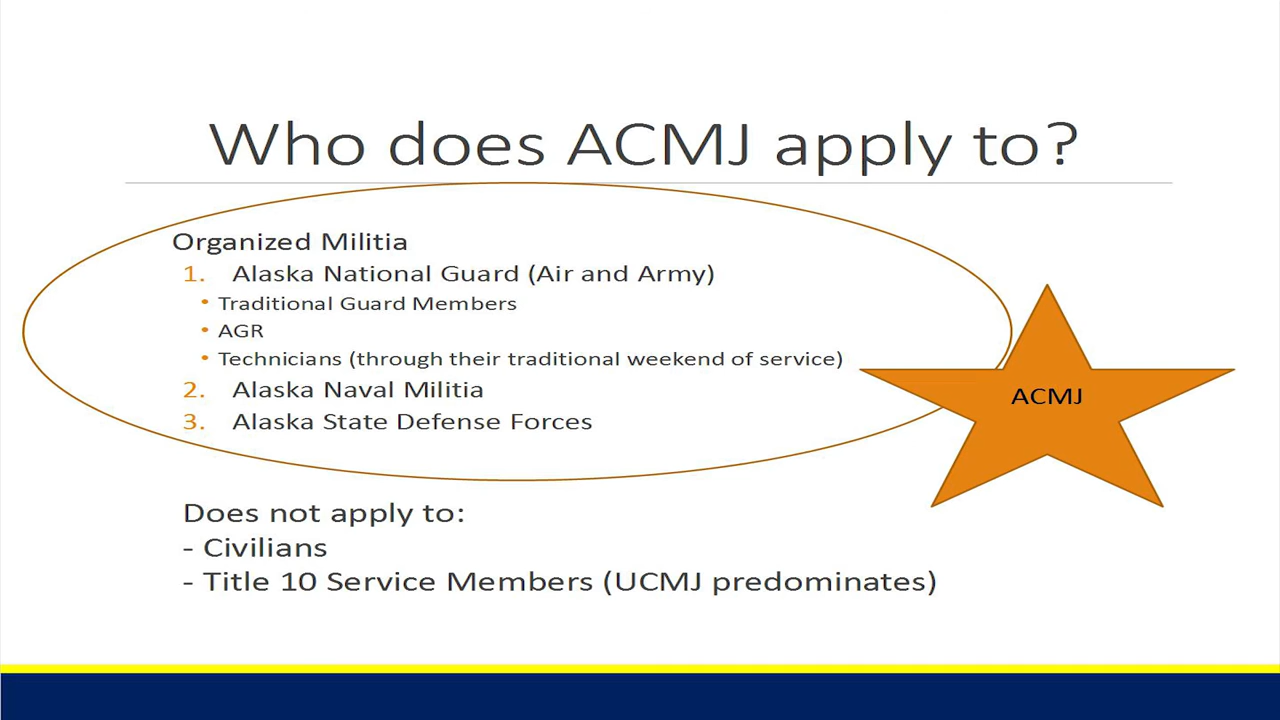 Who does ACMJ apply to?
Organized Militia
1. Alaska National Guard (Air and Army)
• Traditional Guard Members
• AGR
• Technicians (through their traditional weekend of service)
2. Alaska Naval Militia
3. Alaska State Defense Forces
ACMJ
Does not apply to:
- Civilians
- Title 10 Service Members (UCMJ predominates)